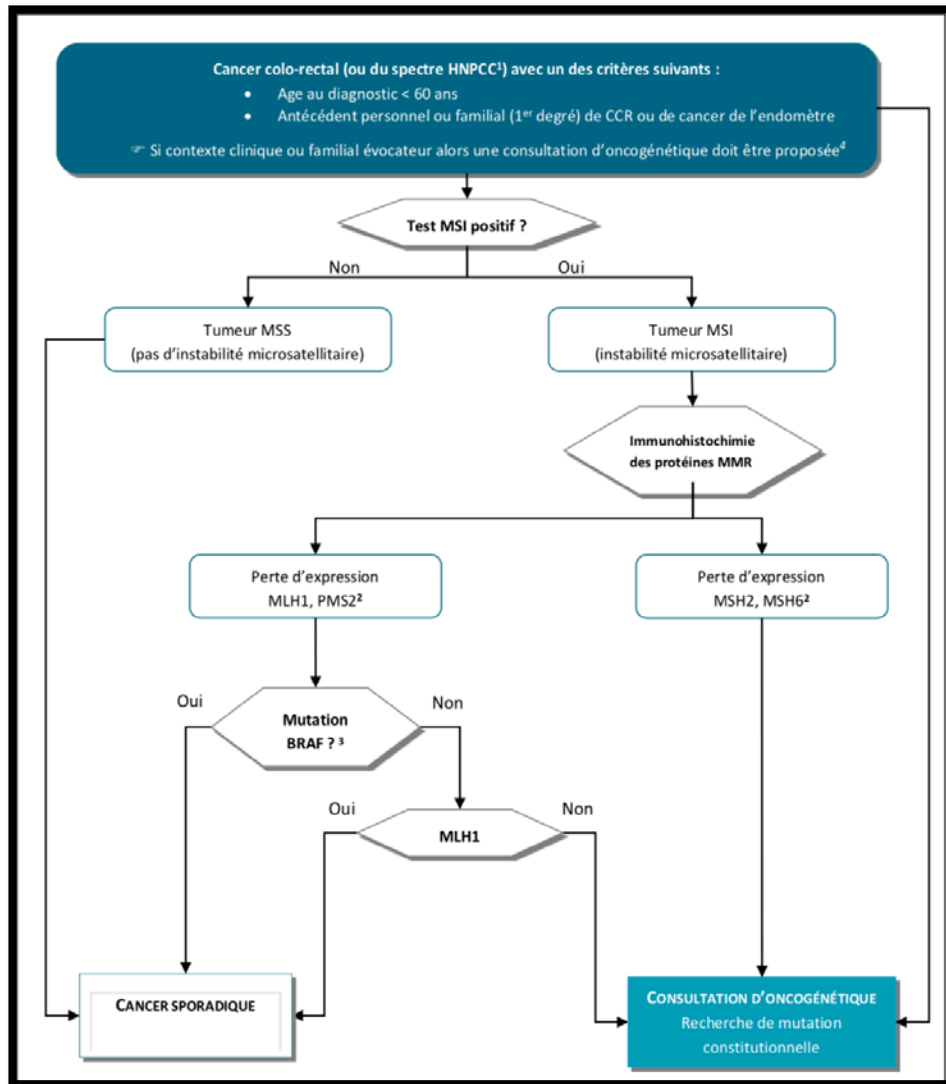 Cancer colo-rectal (ou du spectre HNPCC¹) avec un des critères suivants :
• Age au diagnostic < 60 ans
• Antécédent personnel ou familial (1er degré) de CCR ou de cancer de l'endomètre
☞ Si contexte clinique ou familial évocateur alors une consultation d'oncogénétique doit être proposée⁴
Test MSI positif ?
Non
Oui
Tumeur MSS
(pas d'instabilité microsatellitaire)
Tumeur MSI
(instabilité microsatellitaire)
Immunohistochimie
des protéines MMR
Perte d'expression
MLH1, PMS2²
Perte d'expression
MSH2, MSH6²
Oui
Non
Mutation
BRAF ? ³
Oui
Non
MLH1
CANCER SPORADIQUE
CONSULTATION D'ONCOGÉNÉTIQUE
Recherche de mutation
constitutionnelle